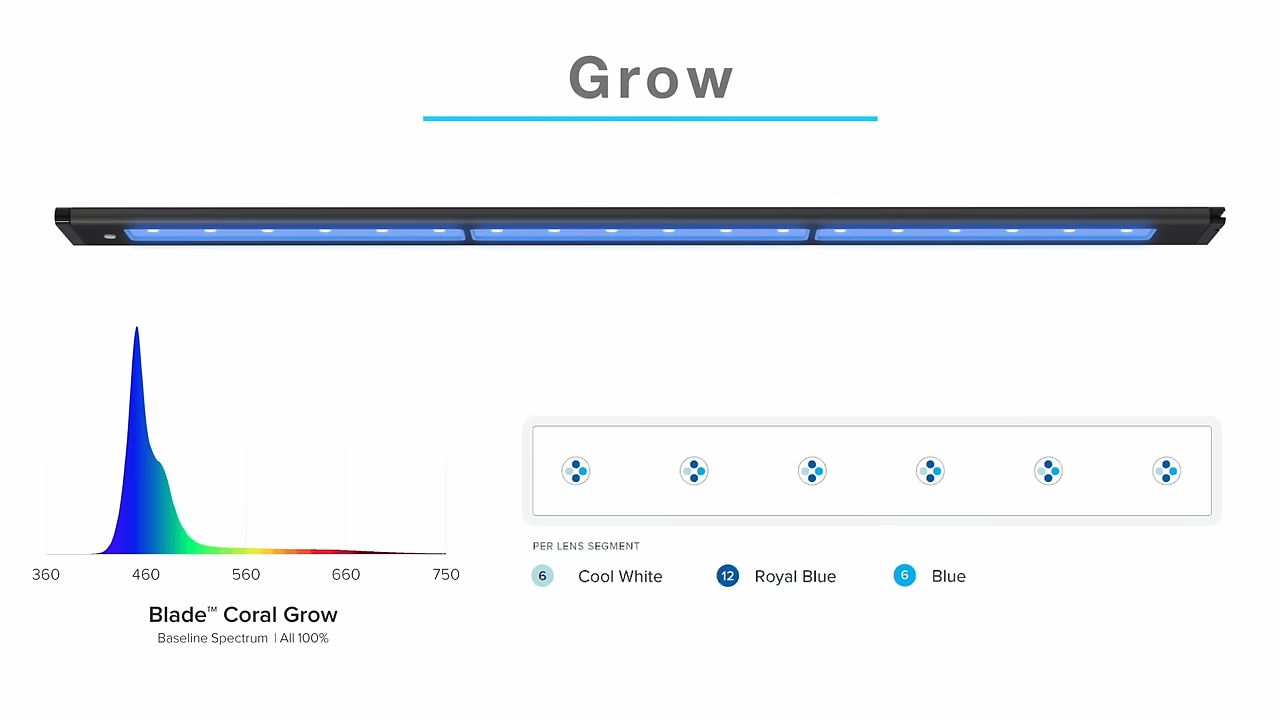 Grow
360 460 560 660 750
Blade™ Coral Grow
Baseline Spectrum | All 100%
PER LENS SEGMENT
6 Cool White 12 Royal Blue 6 Blue